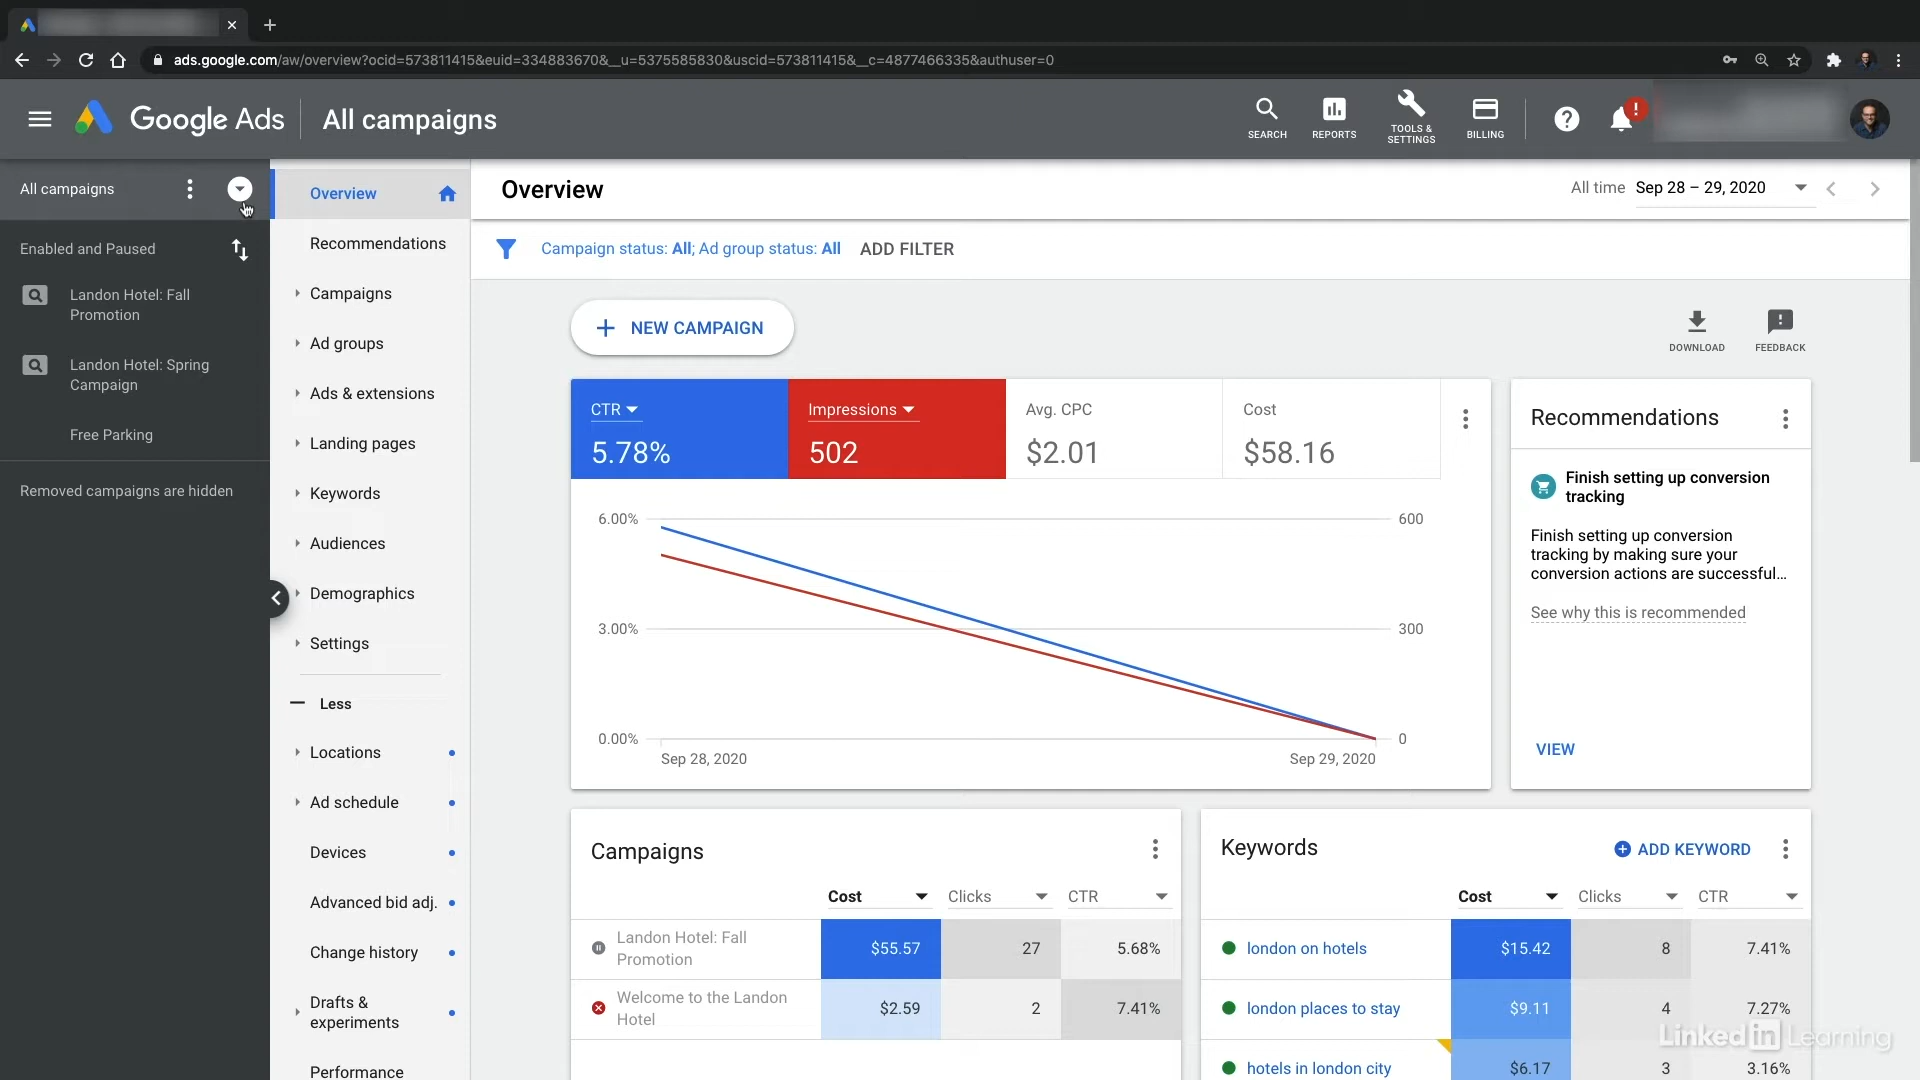 ads.google.com/aw/overview?ocid=573811415&euid=334883670&__u=5375585830&uscid=573811415&__c=4877466335&authuser=0
Google Ads
All campaigns
SEARCH
REPORTS
TOOLS &
SETTINGS
BILLING
!
All campaigns
Enabled and Paused
Landon Hotel: Fall
Promotion
Landon Hotel: Spring
Campaign
Free Parking
Removed campaigns are hidden
Overview
Recommendations
Campaigns
Ad groups
Ads & extensions
Landing pages
Keywords
Audiences
Demographics
Settings
Less
Locations
Ad schedule
Devices
Advanced bid adj.
Change history
Drafts &
experiments
Performance
Overview
All time Sep 28 – 29, 2020
Campaign status: All; Ad group status: All ADD FILTER
NEW CAMPAIGN
DOWNLOAD
FEEDBACK
CTR
5.78%
Impressions
502
Avg. CPC
$2.01
Cost
$58.16
6.00%
600
3.00%
300
0.00%
0
Sep 28, 2020
Sep 29, 2020
Recommendations
Finish setting up conversion
tracking
Finish setting up conversion
tracking by making sure your
conversion actions are successful...
See why this is recommended
VIEW
Campaigns
Cost Clicks CTR
Landon Hotel: Fall
Promotion
$55.57 27 5.68%
Welcome to the Landon
Hotel
$2.59 2 7.41%
Keywords
ADD KEYWORD
Cost Clicks CTR
london on hotels $15.42 8 7.41%
london places to stay $9.11 4 7.27%
hotels in london city $6.17 3 3.16%
Linked in Learning